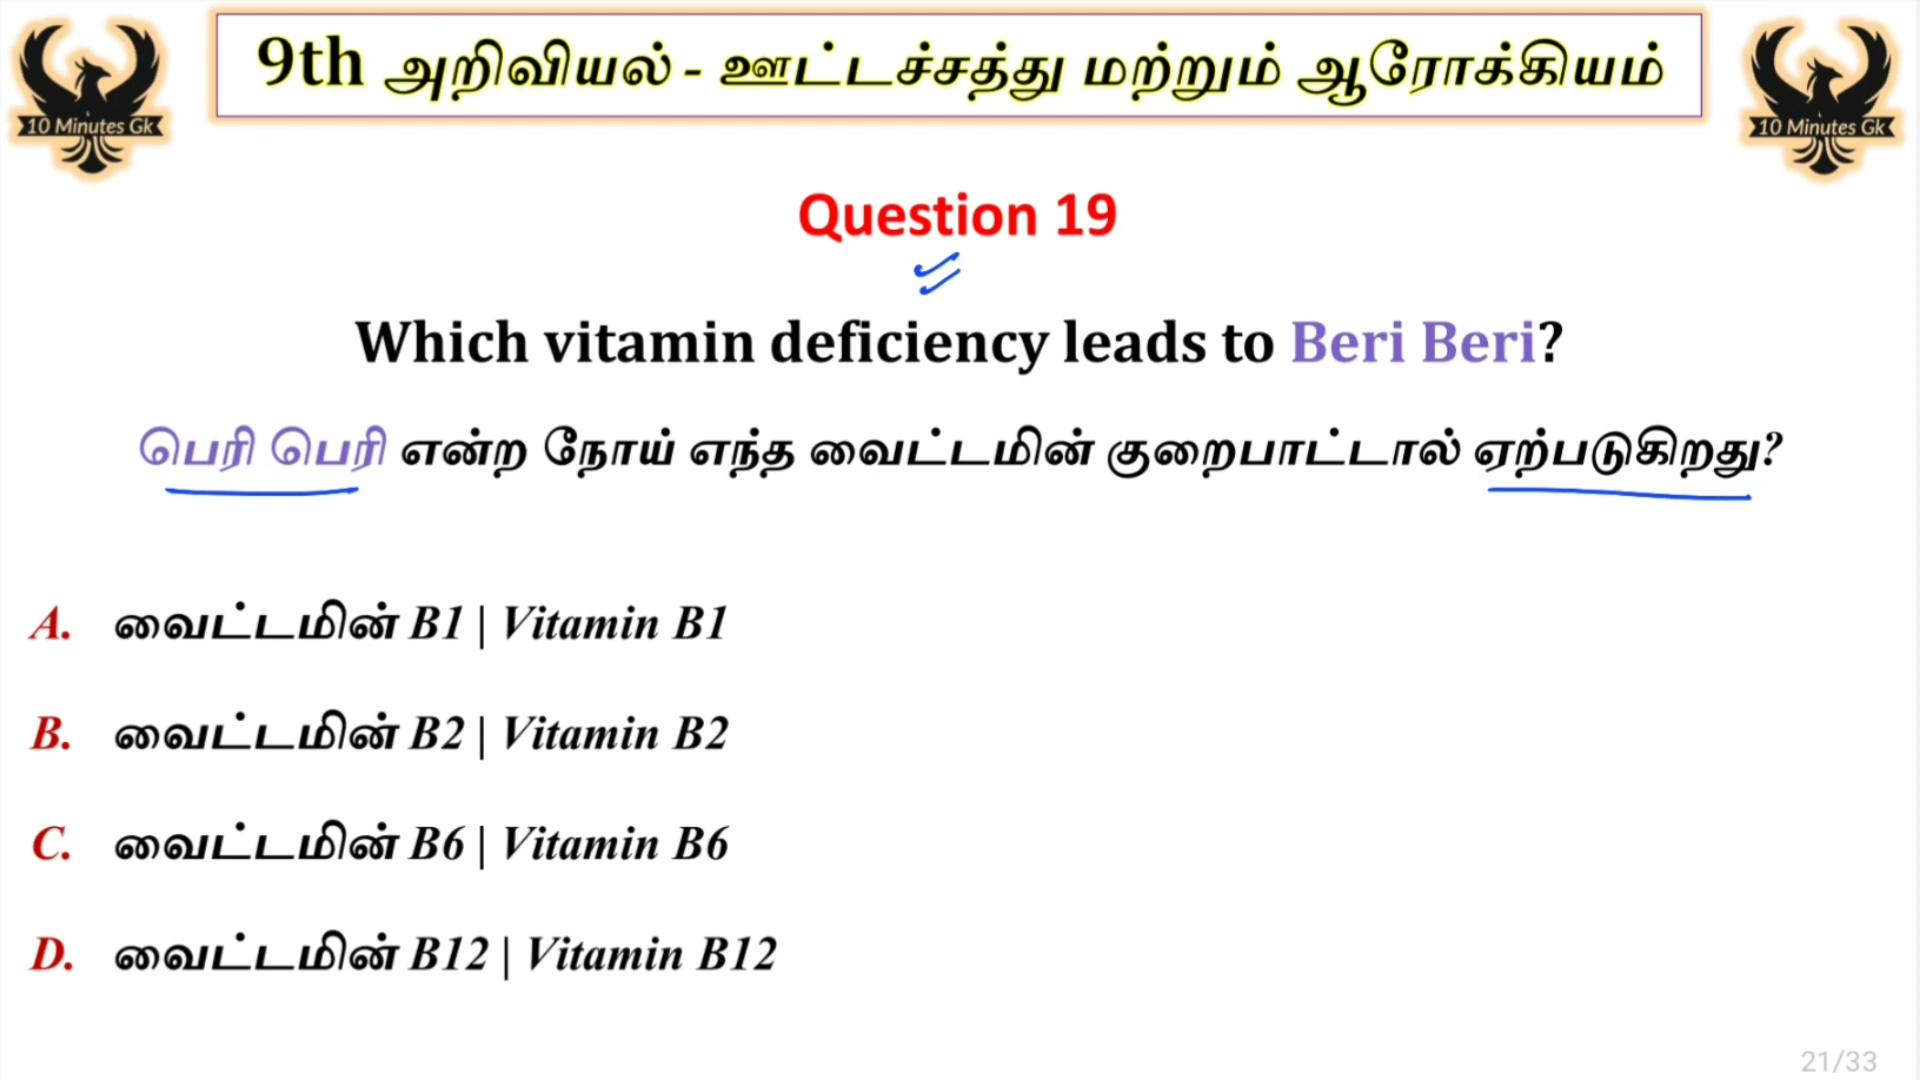 9th அறிவியல் - ஊட்டச்சத்து மற்றும் ஆரோக்கியம்
10 Minutes Gk
10 Minutes Gk
Question 19
Which vitamin deficiency leads to Beri Beri?
பெரி பெரி என்ற நோய் எந்த வைட்டமின் குறைபாட்டால் ஏற்படுகிறது?
A. வைட்டமின் B1 | Vitamin B1
B. வைட்டமின் B2 | Vitamin B2
C. வைட்டமின் B6 | Vitamin B6
D. வைட்டமின் B12 | Vitamin B12
21/33